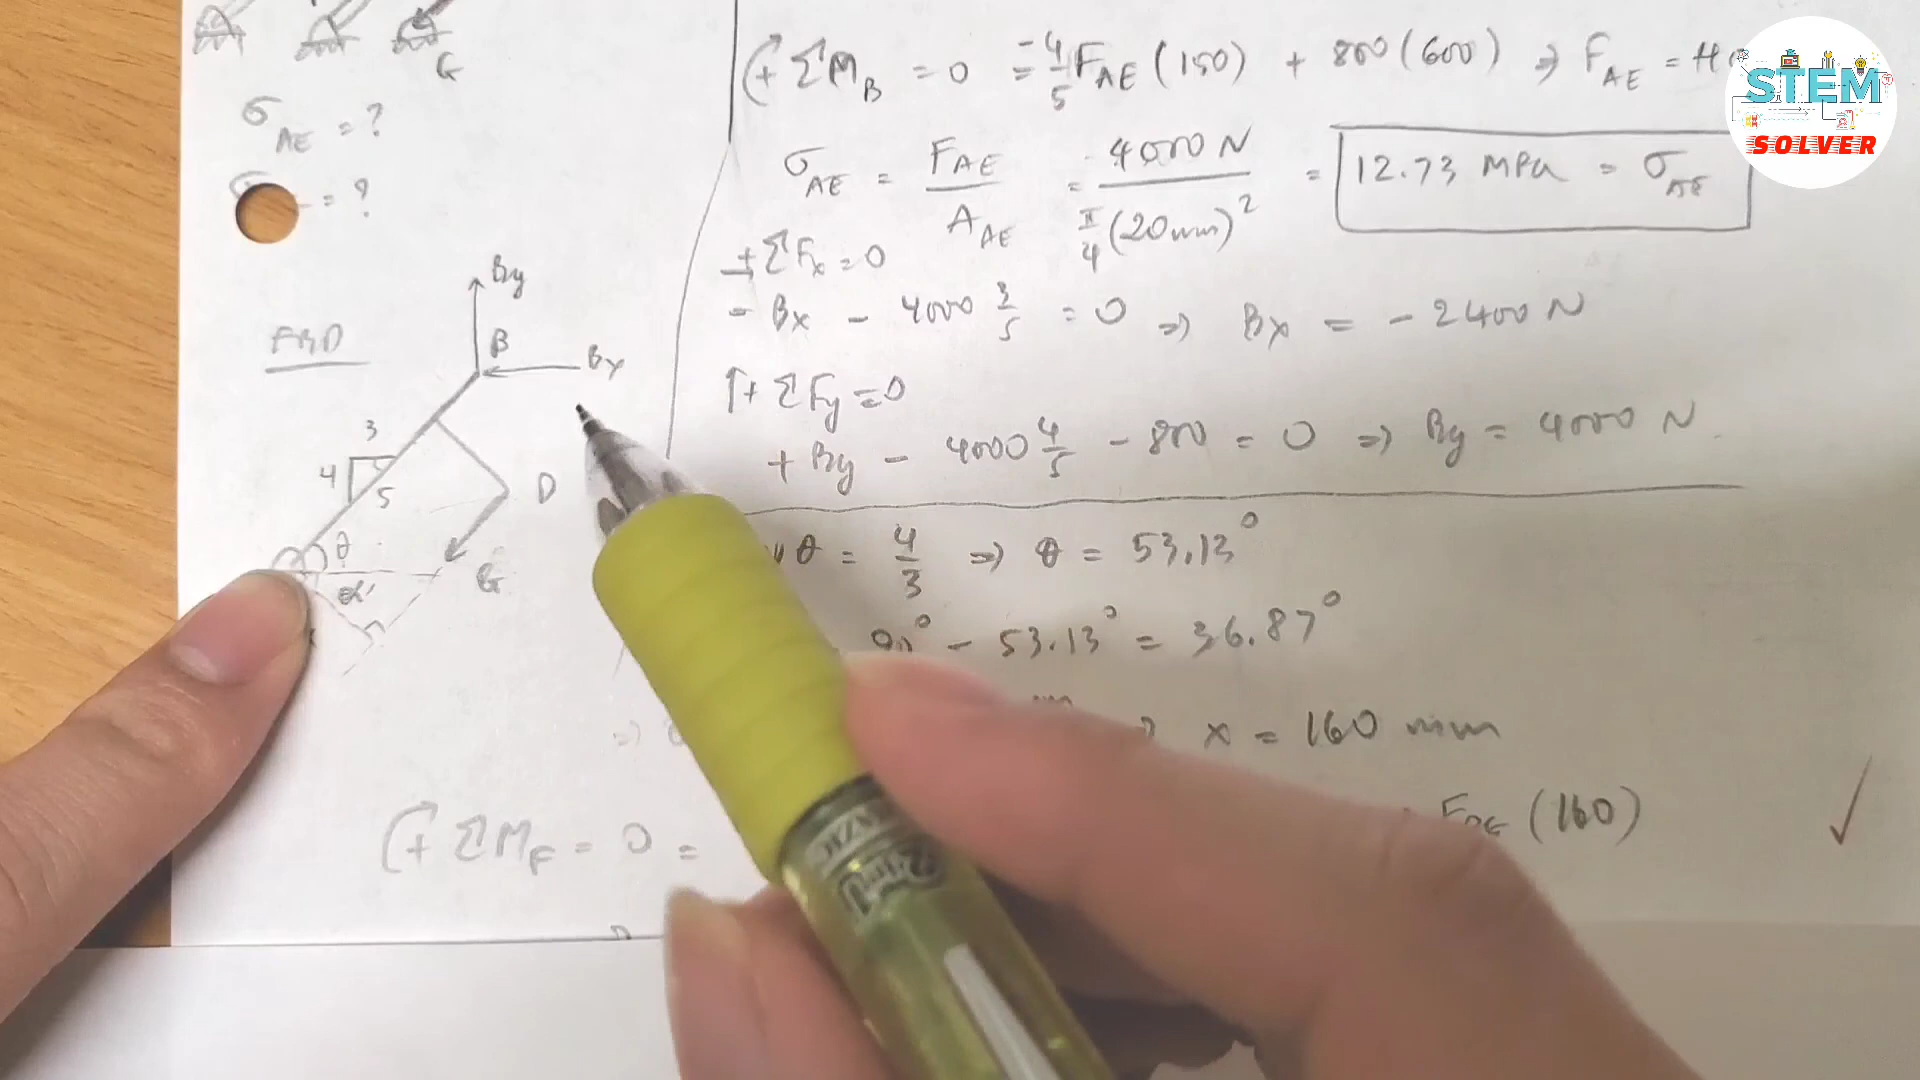 G
σ_AE = ?
= ?
FBD
By
B
Bx
3
4
5
D
θ
α'
G
(+ ΣM_B = 0 = -4/5 F_AE (150) + 800 (600) ⇒ F_AE =
σ_AE = F_AE / A_AE = 4000 N / π/4 (20mm)² = 12.73 MPa = σ_AE
+ ΣFx = 0
- Bx - 4000 3/5 = 0 ⇒ Bx = - 2400 N
↑+ ΣFy = 0
+ By - 4000 4/5 - 800 = 0 ⇒ By = 4000 N
θ = 4/3 ⇒ θ = 53.13°
90° - 53.13° = 36.87°
x = 160 mm
(+ ΣM_F = 0 =
(160)
STEM
SOLVER